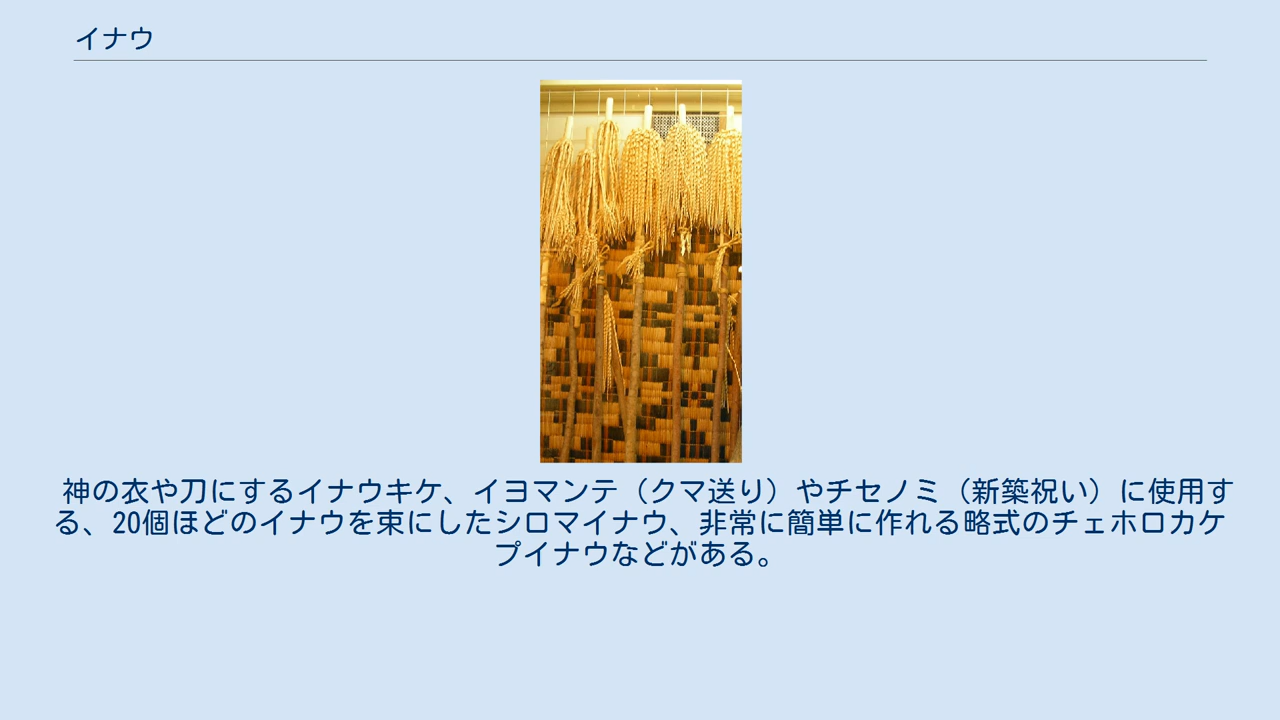 イナウ
神の衣や刀にするイナウキケ、イヨマンテ（クマ送り）やチセノミ（新築祝い）に使用す
る、20個ほどのイナウを束にしたシロマイナウ、非常に簡単に作れる略式のチェホロカケ
プイナウなどがある。